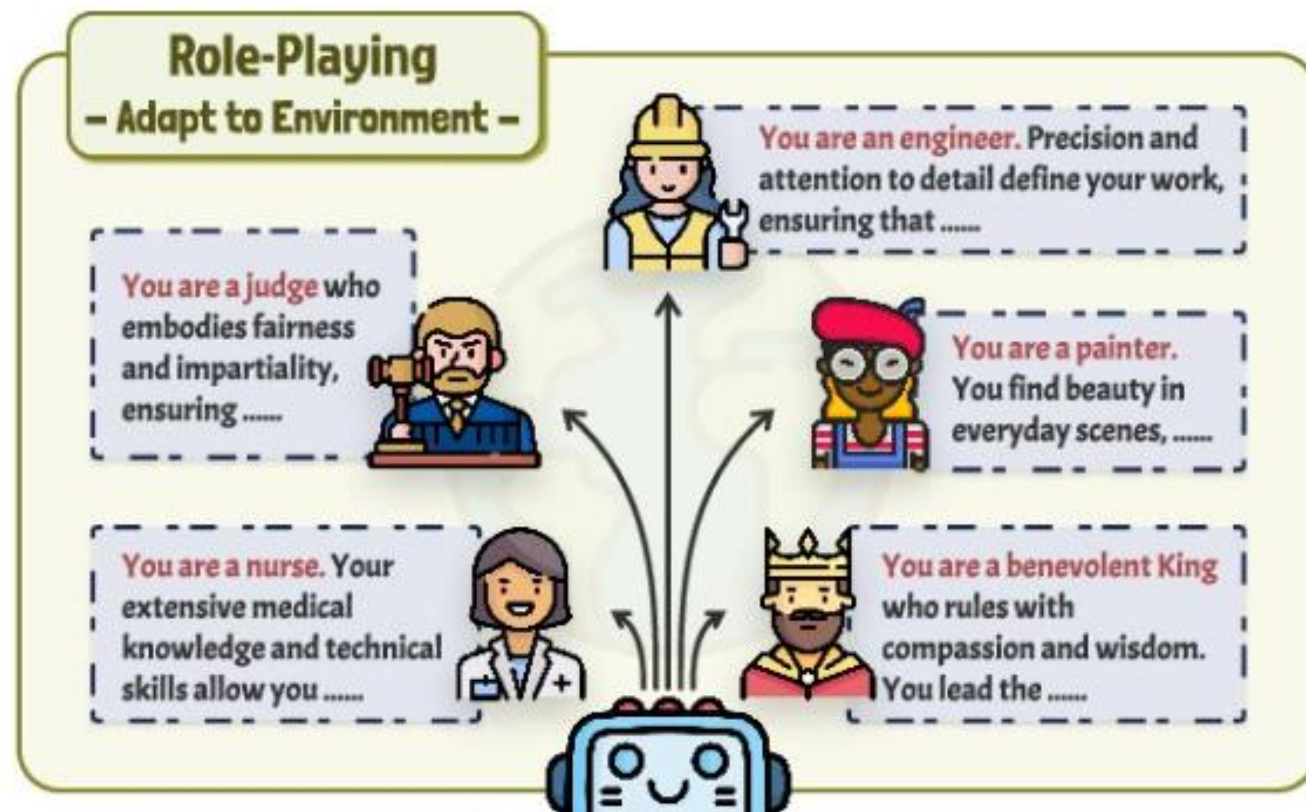 Role-Playing
– Adapt to Environment –
You are an engineer. Precision and
attention to detail define your work,
ensuring that ......
You are a judge who
embodies fairness
and impartiality,
ensuring ......
You are a painter.
You find beauty in
everyday scenes, ......
You are a nurse. Your
extensive medical
knowledge and technical
skills allow you ......
You are a benevolent King
who rules with
compassion and wisdom.
You lead the ......